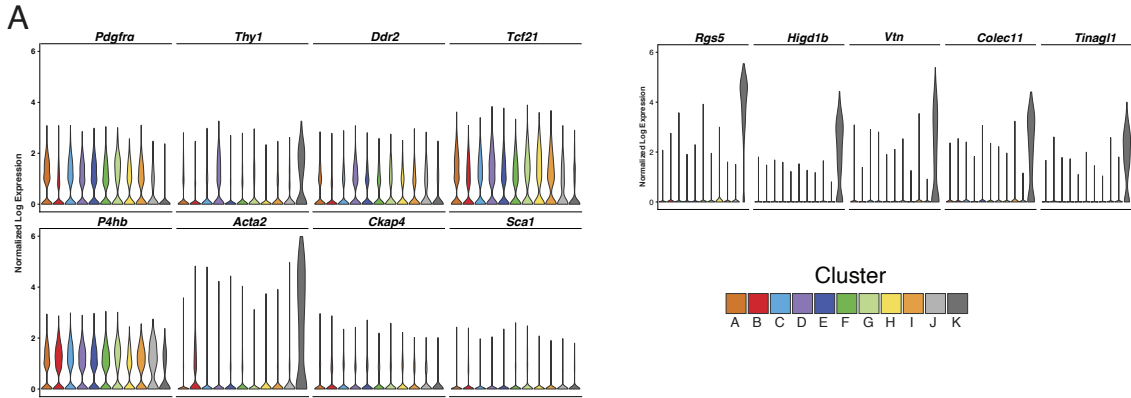 A
Pdgfrα Thy1 Ddr2 Tcf21
Normalized Log Expression
6
4
2
0
P4hb Acta2 Ckap4 Sca1
6
4
2
0
Rgs5 Higd1b Vtn Colec11 Tinagl1
Normalized Log Expression
6
4
2
0
Cluster
A B C D E F G H I J K